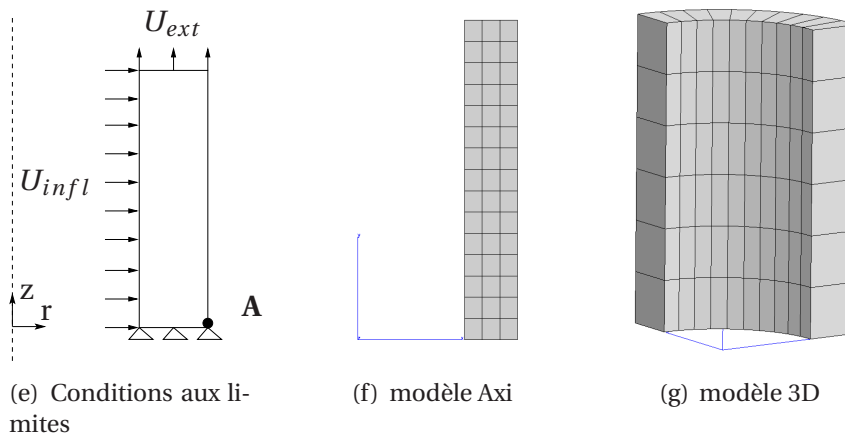 U_ext
U_infl
z
r
A
(e) Conditions aux li-
mites
(f) modèle Axi
(g) modèle 3D